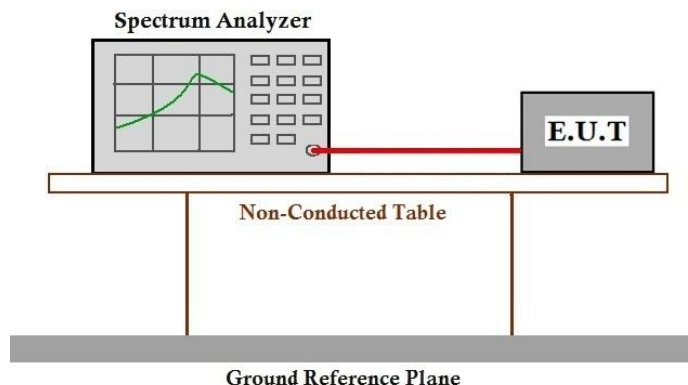 Spectrum Analyzer
E.U.T
Non-Conducted Table
Ground Reference Plane